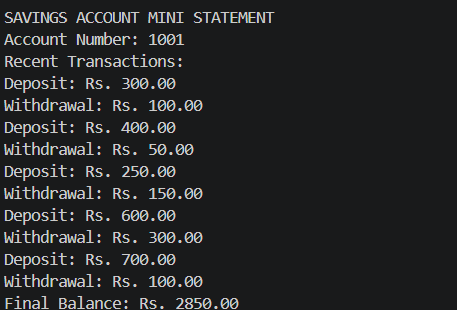 SAVINGS ACCOUNT MINI STATEMENT
Account Number: 1001
Recent Transactions:
Deposit: Rs. 300.00
Withdrawal: Rs. 100.00
Deposit: Rs. 400.00
Withdrawal: Rs. 50.00
Deposit: Rs. 250.00
Withdrawal: Rs. 150.00
Deposit: Rs. 600.00
Withdrawal: Rs. 300.00
Deposit: Rs. 700.00
Withdrawal: Rs. 100.00
Final Balance: Rs. 2850.00